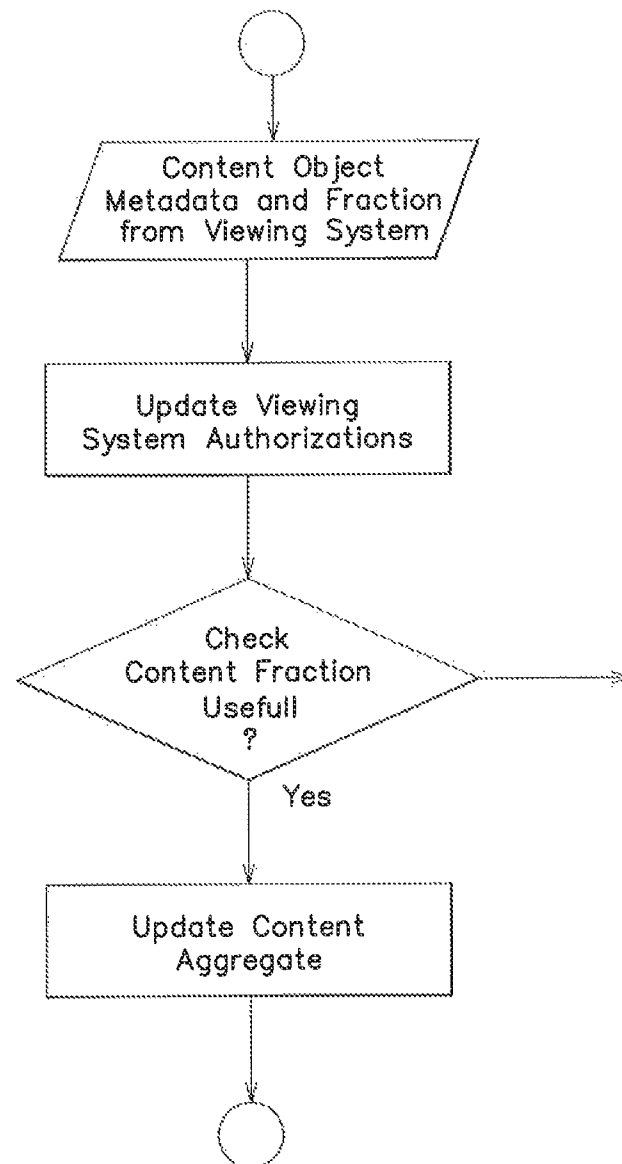 Content Object
Metadata and Fraction
from Viewing System
Update Viewing
System Authorizations
Check
Content Fraction
Usefull
?
Yes
Update Content
Aggregate